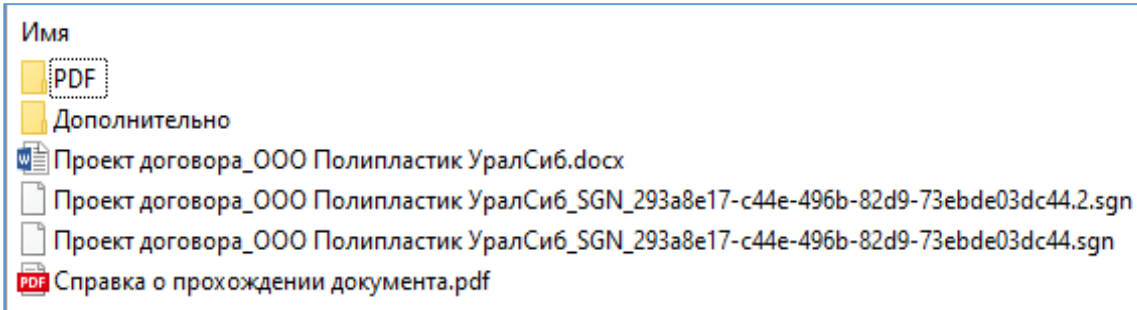 Имя
PDF
Дополнительно
Проект договора_ООО Полипластик УралСиб.docx
Проект договора_ООО Полипластик УралСиб_SGN_293a8e17-c44e-496b-82d9-73ebde03dc44.2.sgn
Проект договора_ООО Полипластик УралСиб_SGN_293a8e17-c44e-496b-82d9-73ebde03dc44.sgn
PDF Справка о прохождении документа.pdf